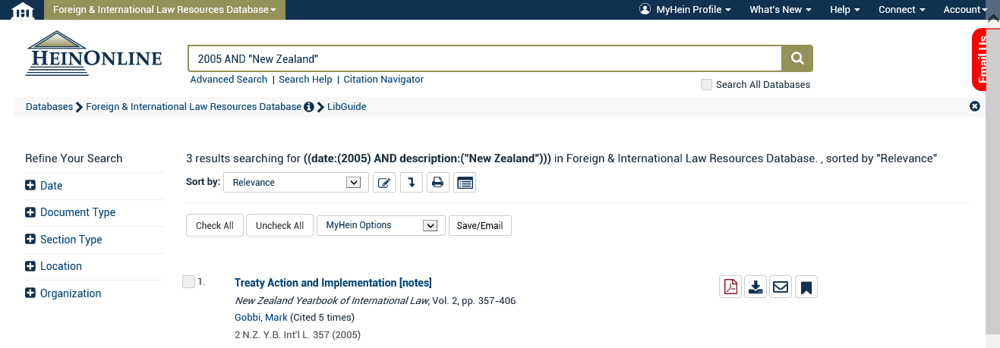 Foreign & International Law Resources Database MyHein Profile What's New Help Connect Account
HEINONLINE
2005 AND "New Zealand"
Email Us
Advanced Search | Search Help | Citation Navigator
Search All Databases
Databases Foreign & International Law Resources Database LibGuide
Refine Your Search
Date
Document Type
Section Type
Location
Organization
3 results searching for ((date:(2005) AND description:("New Zealand"))) in Foreign & International Law Resources Database. , sorted by "Relevance"
Sort by: Relevance
Check All Uncheck All MyHein Options Save/Email
1. Treaty Action and Implementation [notes]
New Zealand Yearbook of International Law, Vol. 2, pp. 357-406
Gobbi, Mark (Cited 5 times)
2 N.Z. Y.B. Int'l L. 357 (2005)